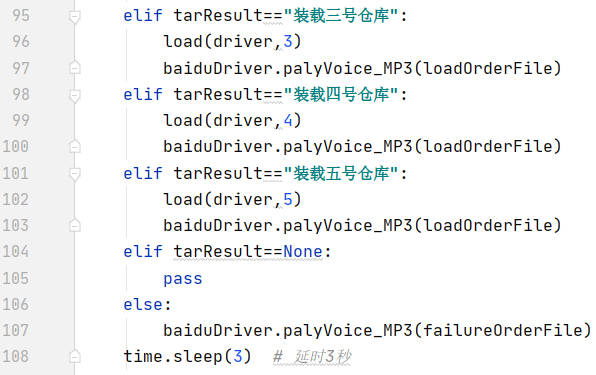 95 elif tarResult=="装载三号仓库":
96 load(driver,3)
97 baiduDriver.palyVoice_MP3(loadOrderFile)
98 elif tarResult=="装载四号仓库":
99 load(driver,4)
100 baiduDriver.palyVoice_MP3(loadOrderFile)
101 elif tarResult=="装载五号仓库":
102 load(driver,5)
103 baiduDriver.palyVoice_MP3(loadOrderFile)
104 elif tarResult==None:
105 pass
106 else:
107 baiduDriver.palyVoice_MP3(failureOrderFile)
108 time.sleep(3)  # 延时3秒